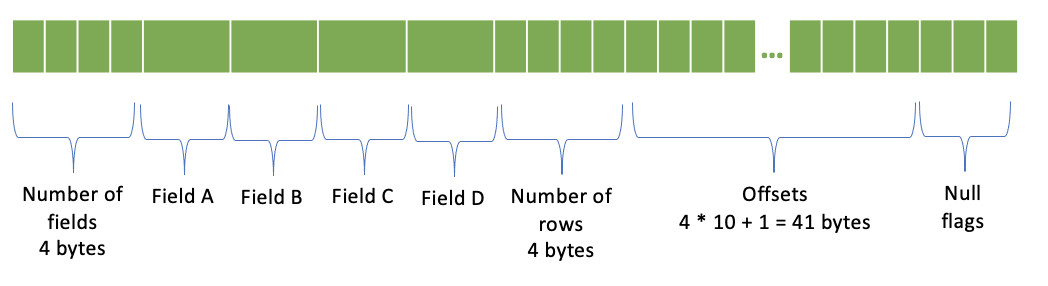 ...
Number of
fields
4 bytes
Field A
Field B
Field C
Field D
Number of
rows
4 bytes
Offsets
4 * 10 + 1 = 41 bytes
Null
flags